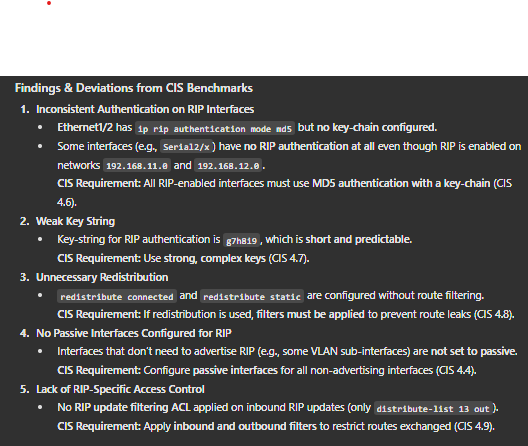 Findings & Deviations from CIS Benchmarks
1. Inconsistent Authentication on RIP Interfaces
• Ethernet1/2 has ip rip authentication mode md5 but no key-chain configured.
• Some interfaces (e.g., Serial2/x) have no RIP authentication at all even though RIP is enabled on
networks 192.168.11.0 and 192.168.12.0.
CIS Requirement: All RIP-enabled interfaces must use MD5 authentication with a key-chain (CIS
4.6).
2. Weak Key String
• Key-string for RIP authentication is g7h8i9, which is short and predictable.
CIS Requirement: Use strong, complex keys (CIS 4.7).
3. Unnecessary Redistribution
• redistribute connected and redistribute static are configured without route filtering.
CIS Requirement: If redistribution is used, filters must be applied to prevent route leaks (CIS 4.8).
4. No Passive Interfaces Configured for RIP
• Interfaces that don't need to advertise RIP (e.g., some VLAN sub-interfaces) are not set to passive.
CIS Requirement: Configure passive interfaces for all non-advertising interfaces (CIS 4.4).
5. Lack of RIP-Specific Access Control
• No RIP update filtering ACL applied on inbound RIP updates (only distribute-list 13 out).
CIS Requirement: Apply inbound and outbound filters to restrict routes exchanged (CIS 4.9).